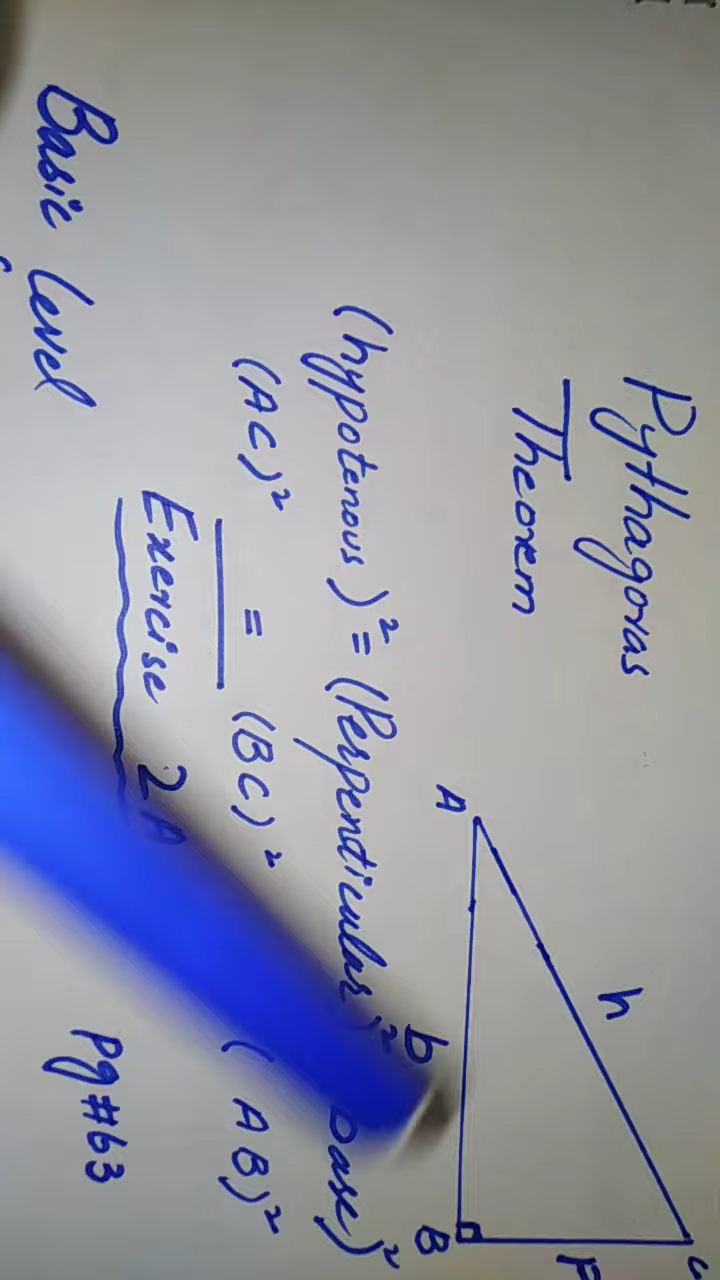 Pythagoras
Theorem
A
h
b
B
P
C
(hypotenous)² = (Perpendicular)² base)²
(AC)² = (BC)² (AB)²
Exercise 2A
Pg#63
Basic level